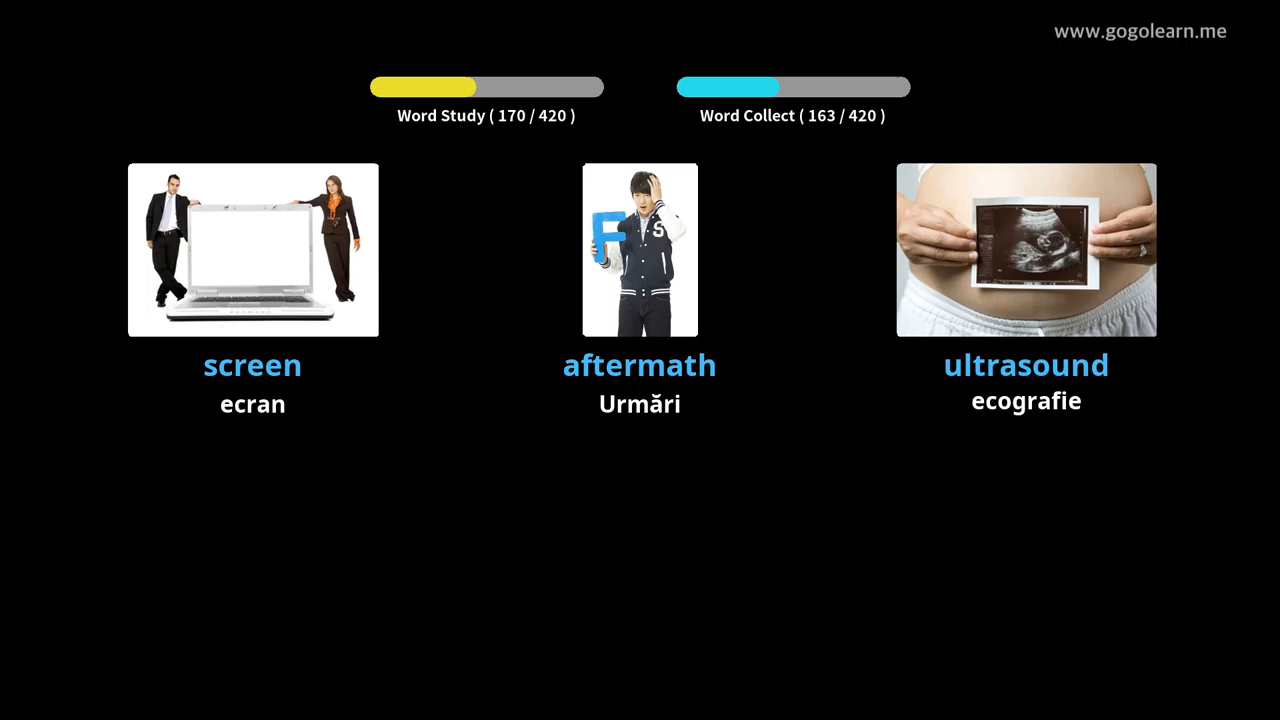 www.gogolearn.me
Word Study ( 170 / 420 )
Word Collect ( 163 / 420 )
F
S
screen
aftermath
ultrasound
ecran
Urmări
ecografie